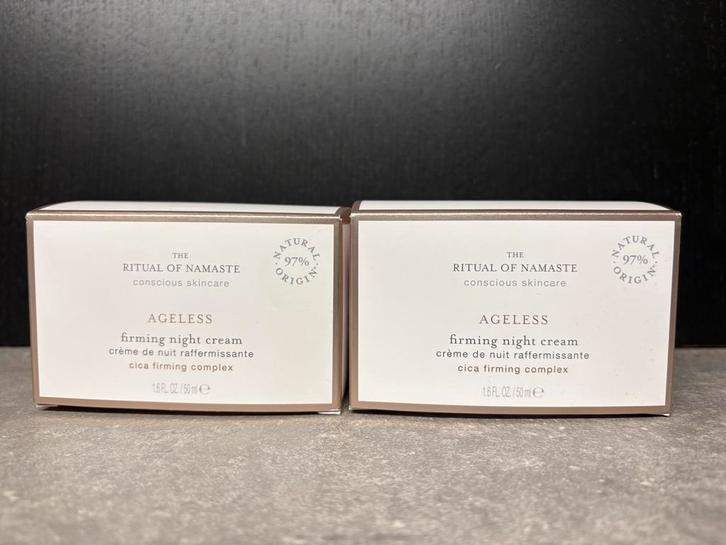 THE
RITUAL OF NAMASTE
conscious skincare
NATURAL ORIGIN
97%
AGELESS
firming night cream
crème de nuit raffermissante
cica firming complex
1.6 FL. OZ. / 50 ml ℮
THE
RITUAL OF NAMASTE
conscious skincare
NATURAL ORIGIN
97%
AGELESS
firming night cream
crème de nuit raffermissante
cica firming complex
1.6 FL. OZ. / 50 ml ℮